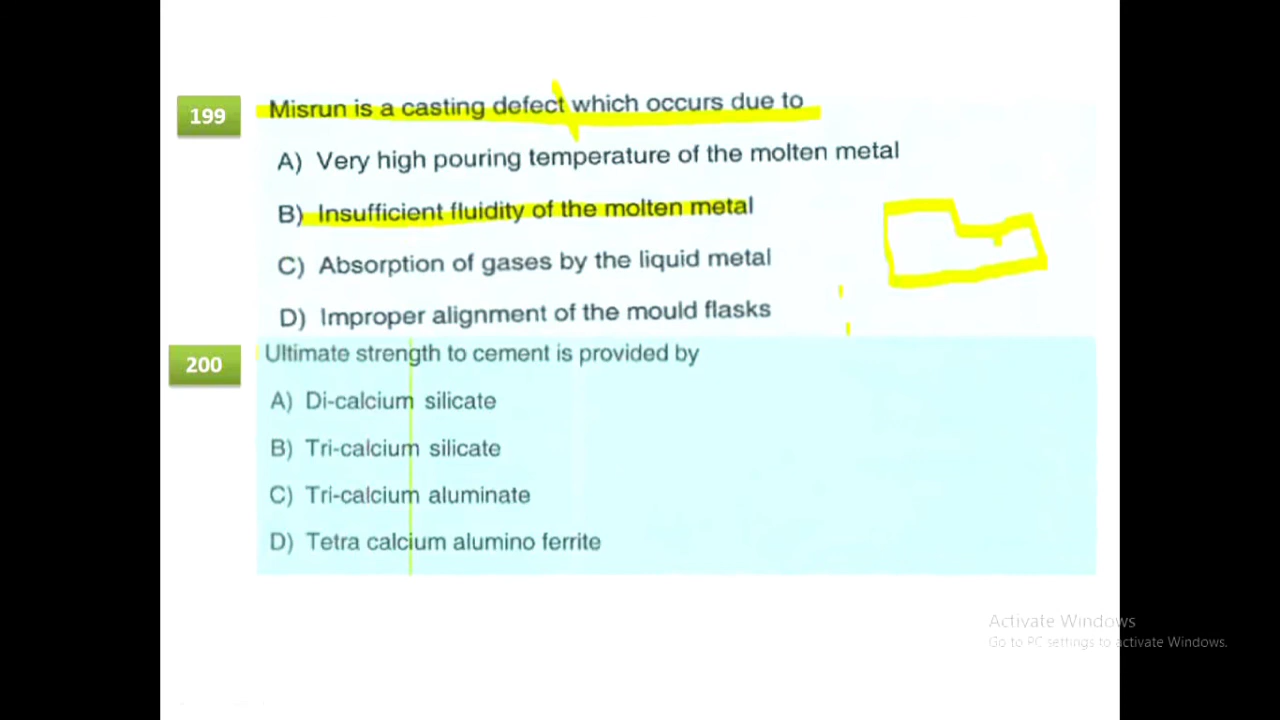 199
Misrun is a casting defect which occurs due to
A) Very high pouring temperature of the molten metal
B) Insufficient fluidity of the molten metal
C) Absorption of gases by the liquid metal
D) Improper alignment of the mould flasks
200
Ultimate strength to cement is provided by
A) Di-calcium silicate
B) Tri-calcium silicate
C) Tri-calcium aluminate
D) Tetra calcium alumino ferrite
Activate Windows
Go to PC settings to activate Windows.